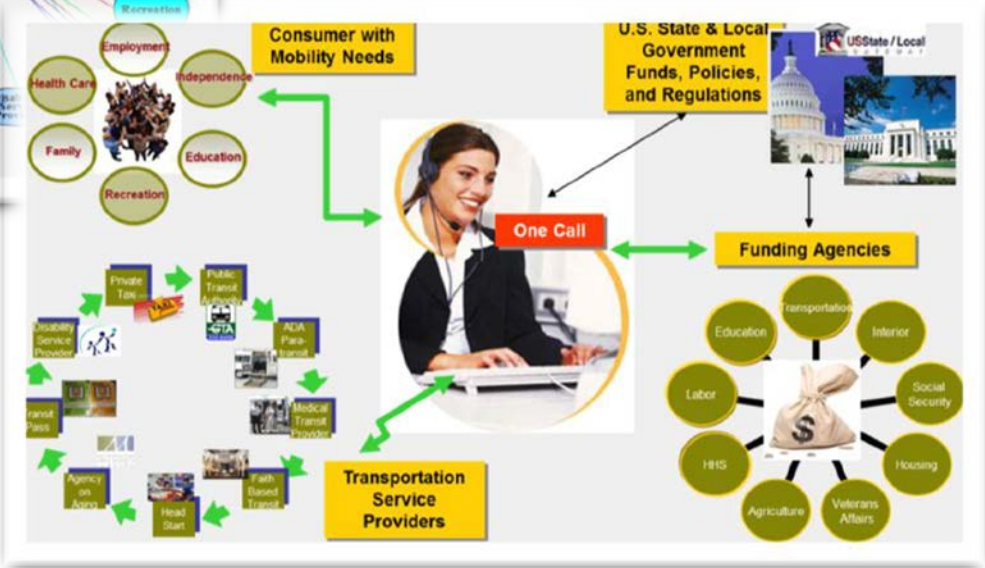 Recreation
Employment
Health Care
Independence
Family
Education
Recreation
Consumer with
Mobility Needs
U.S. State & Local
Government
Funds, Policies,
and Regulations
USState / Local
GATEWAY
One Call
Funding Agencies
Private
Taxi
TAXI
Public
Transit
Authority
GTA
ADA
Para-
transit
Medical
Transit
Provider
Faith
Based
Transit
Head
Start
Agency
on
Aging
Transit
Pass
Disability
Service
Provider
Transportation
Service
Providers
Transportation
Interior
Social
Security
Housing
Veterans
Affairs
Agriculture
HHS
Labor
Education
$